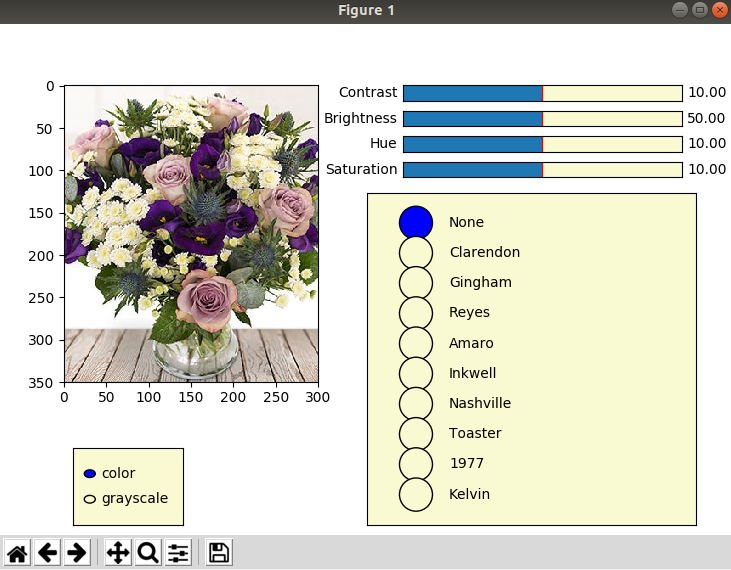 Figure 1
0
50
100
150
200
250
300
350
0 50 100 150 200 250 300
Contrast 10.00
Brightness 50.00
Hue 10.00
Saturation 10.00
None
Clarendon
Gingham
Reyes
Amaro
Inkwell
Nashville
Toaster
1977
Kelvin
color
grayscale